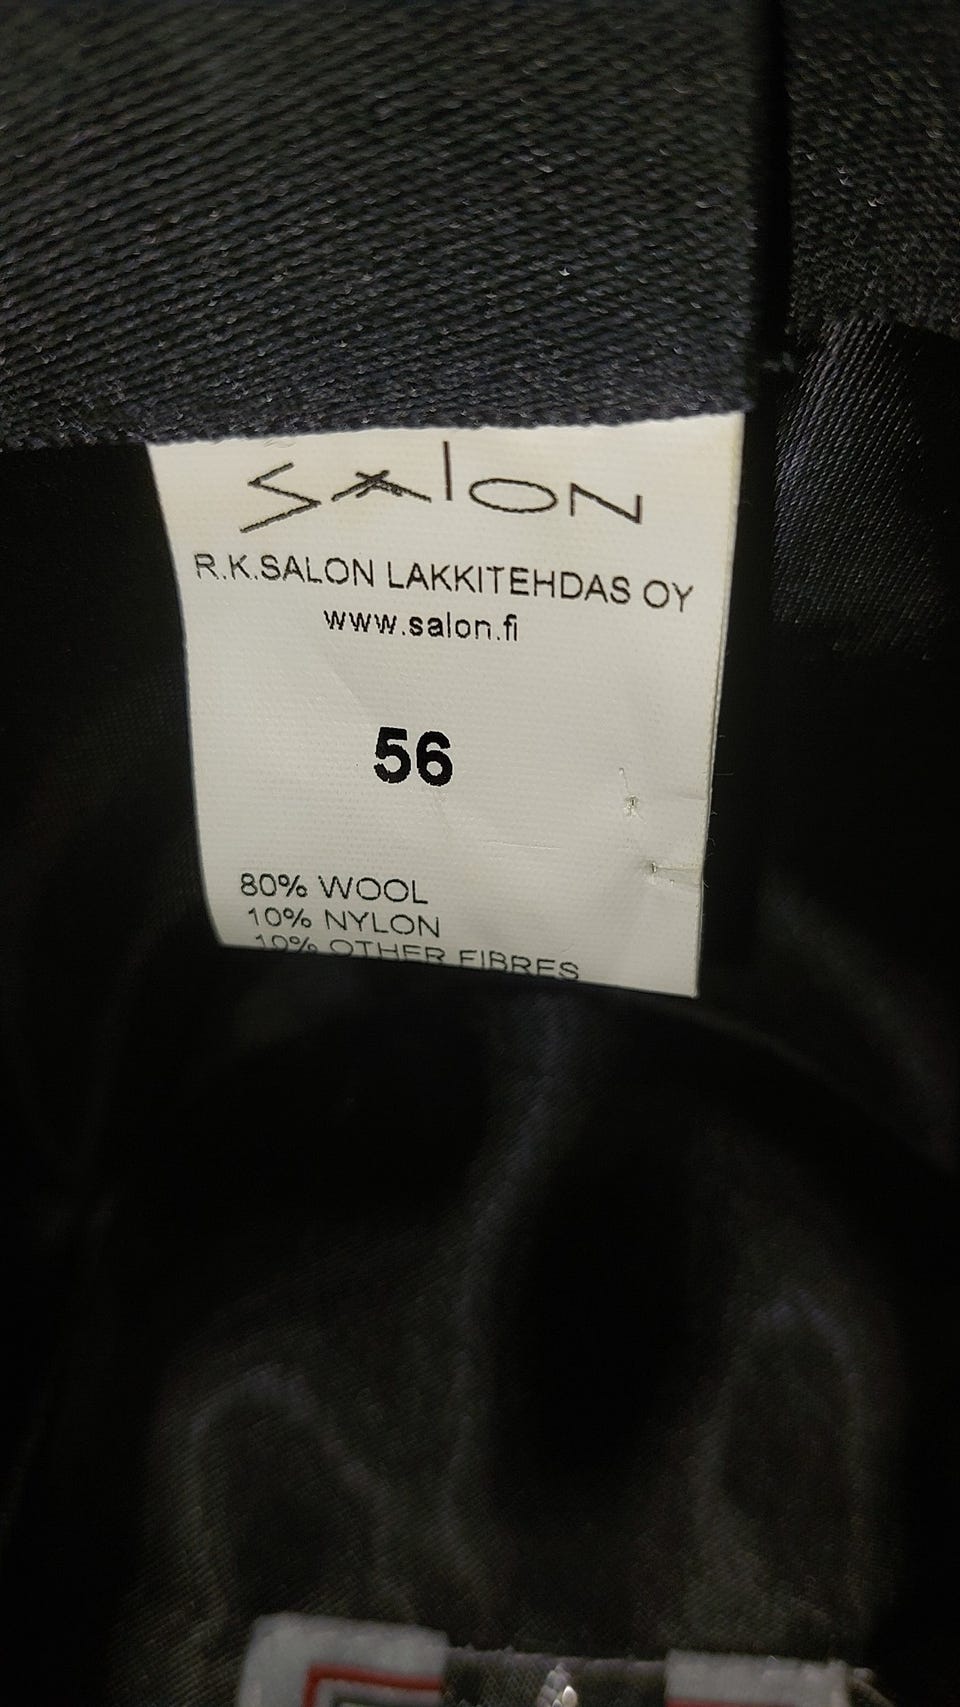 Salon
R.K.SALON LAKKITEHDAS OY
www.salon.fi
56
80% WOOL
10% NYLON
10% OTHER FIBRES